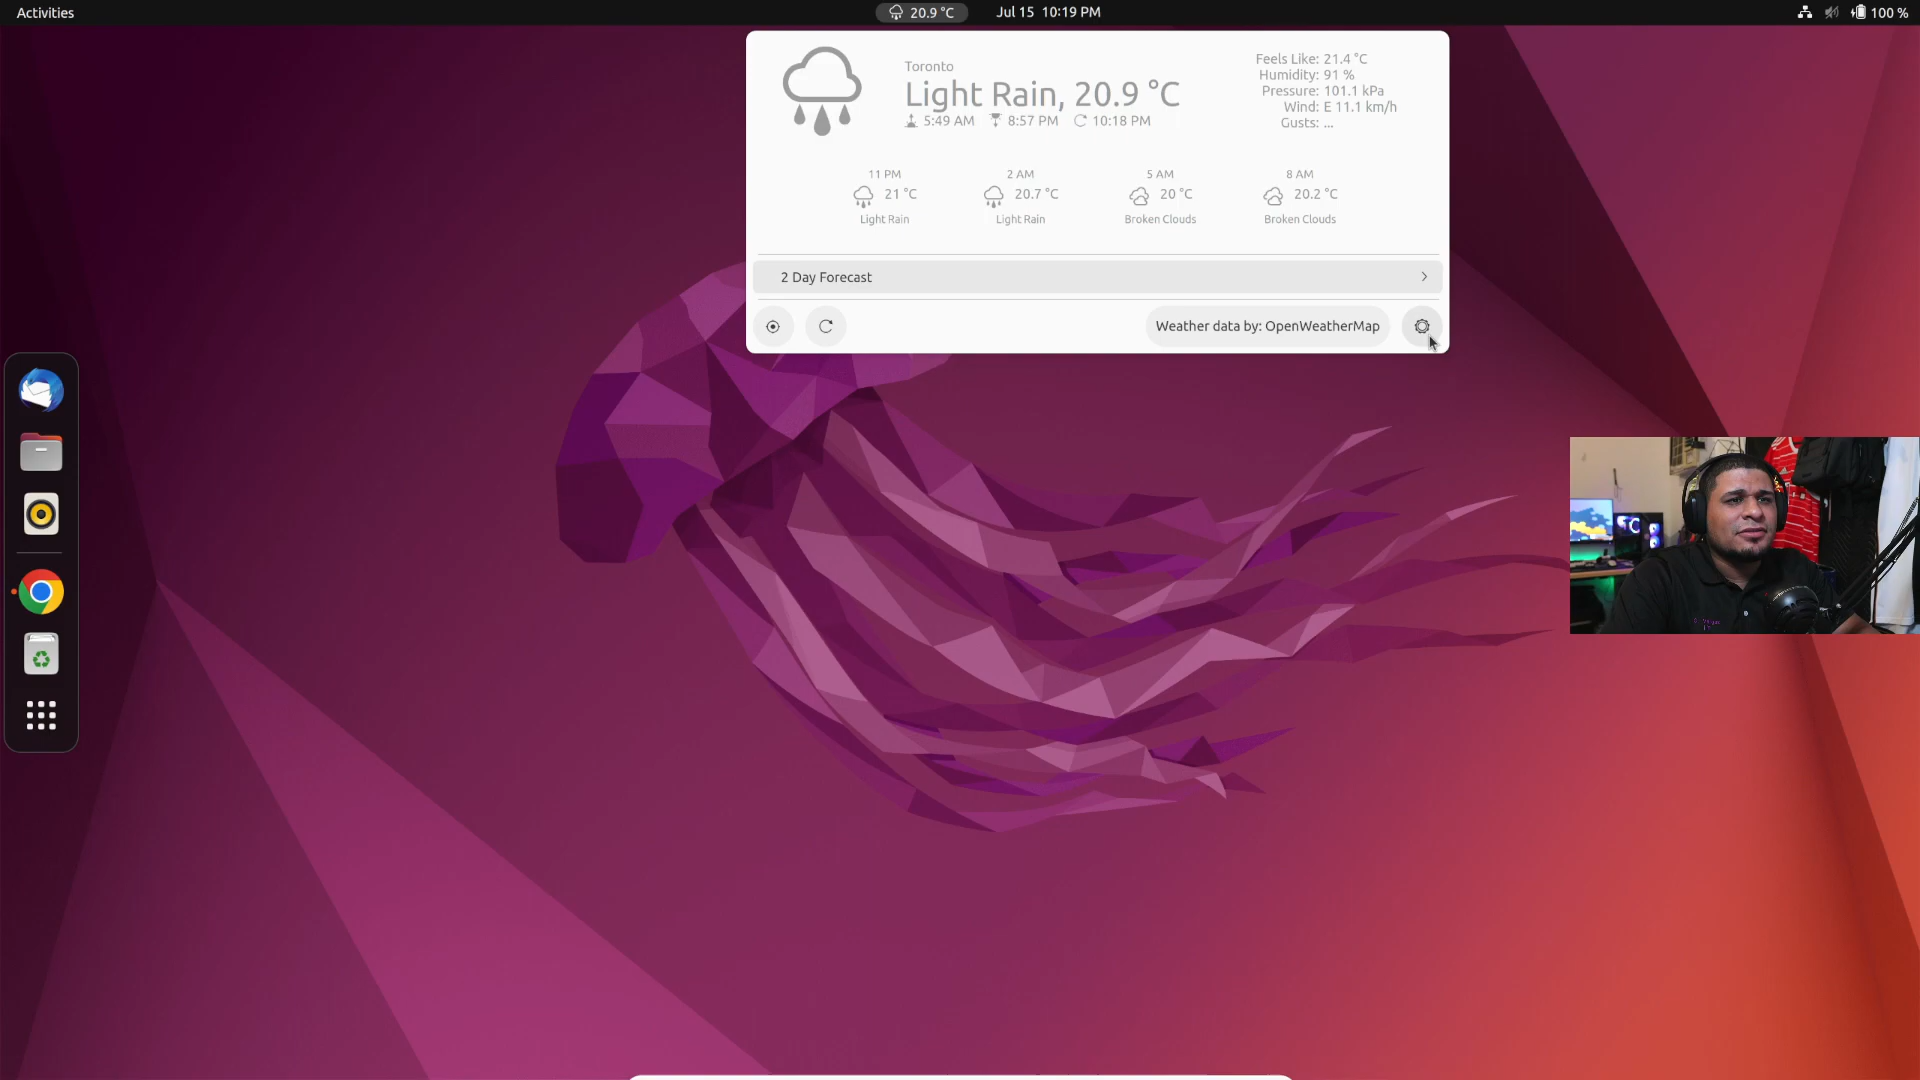 Activities
20.9 °C
Jul 15 10:19 PM
100 %
Toronto
Light Rain, 20.9 °C
5:49 AM 8:57 PM 10:18 PM
Feels Like: 21.4 °C
Humidity: 91 %
Pressure: 101.1 kPa
Wind: E 11.1 km/h
Gusts: ...
11 PM 2 AM 5 AM 8 AM
21 °C 20.7 °C 20 °C 20.2 °C
Light Rain Light Rain Broken Clouds Broken Clouds
2 Day Forecast
Weather data by: OpenWeatherMap